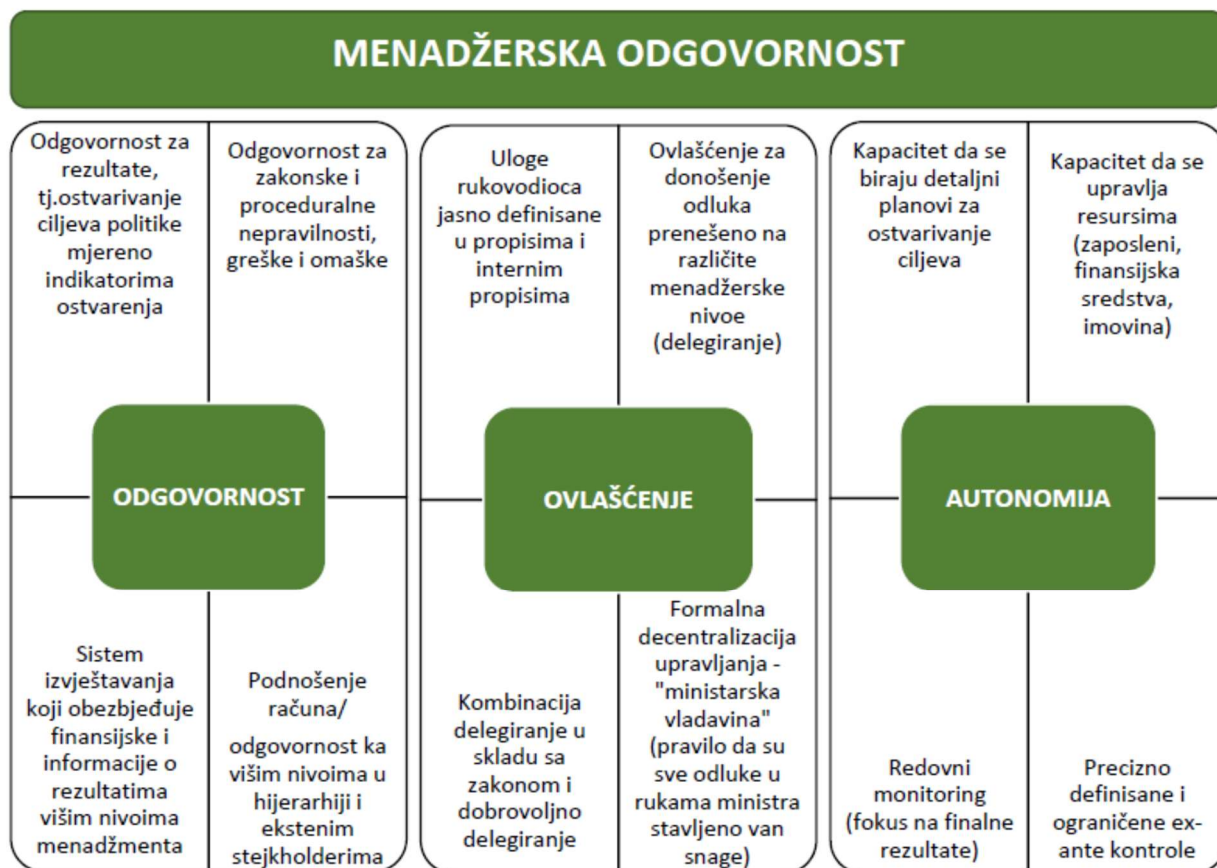 MENADŽERSKA ODGOVORNOST
Odgovornost za
rezultate,
tj.ostvarivanje
ciljeva politike
mjereno
indikatorima
ostvarenja
Odgovornost za
zakonske i
proceduralne
nepravilnosti,
greške i omaške
ODGOVORNOST
Sistem
izvještavanja
koji obezbjeđuje
finansijske i
informacije o
rezultatima
višim nivoima
menadžmenta
Podnošenje
računa/
odgovornost ka
višim nivoima u
hijerarhiji i
ekstenim
stejkholderima
Uloge
rukovodioca
jasno definisane
u propisima i
internim
propisima
Ovlašćenje za
donošenje
odluka
prenešeno na
različite
menadžerske
nivoe
(delegiranje)
OVLAŠĆENJE
Kombinacija
delegiranje u
skladu sa
zakonom i
dobrovoljno
delegiranje
Formalna
decentralizacija
upravljanja -
"ministarska
vladavina"
(pravilo da su
sve odluke u
rukama ministra
stavljeno van
snage)
Kapacitet da se
biraju detaljni
planovi za
ostvarivanje
ciljeva
Kapacitet da se
upravlja
resursima
(zaposleni,
finansijska
sredstva,
imovina)
AUTONOMIJA
Redovni
monitoring
(fokus na finalne
rezultate)
Precizno
definisane i
ograničene ex-
ante kontrole